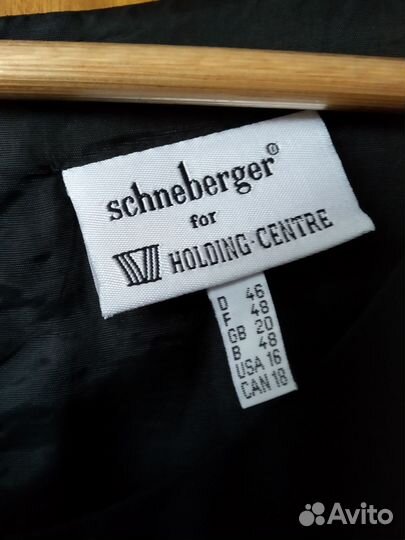 schneberger®
for
HOLDING-CENTRE
D 46
F 48
GB 20
B 48
USA 16
CAN 18
Avito